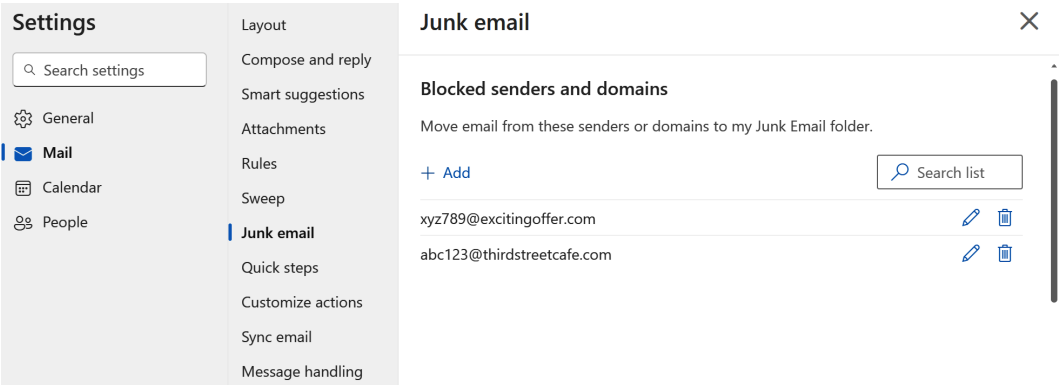 Settings
Search settings
General
Mail
Calendar
People
Layout
Compose and reply
Smart suggestions
Attachments
Rules
Sweep
Junk email
Quick steps
Customize actions
Sync email
Message handling
Junk email
Blocked senders and domains
Move email from these senders or domains to my Junk Email folder.
Add
Search list
xyz789@excitingoffer.com
abc123@thirdstreetcafe.com